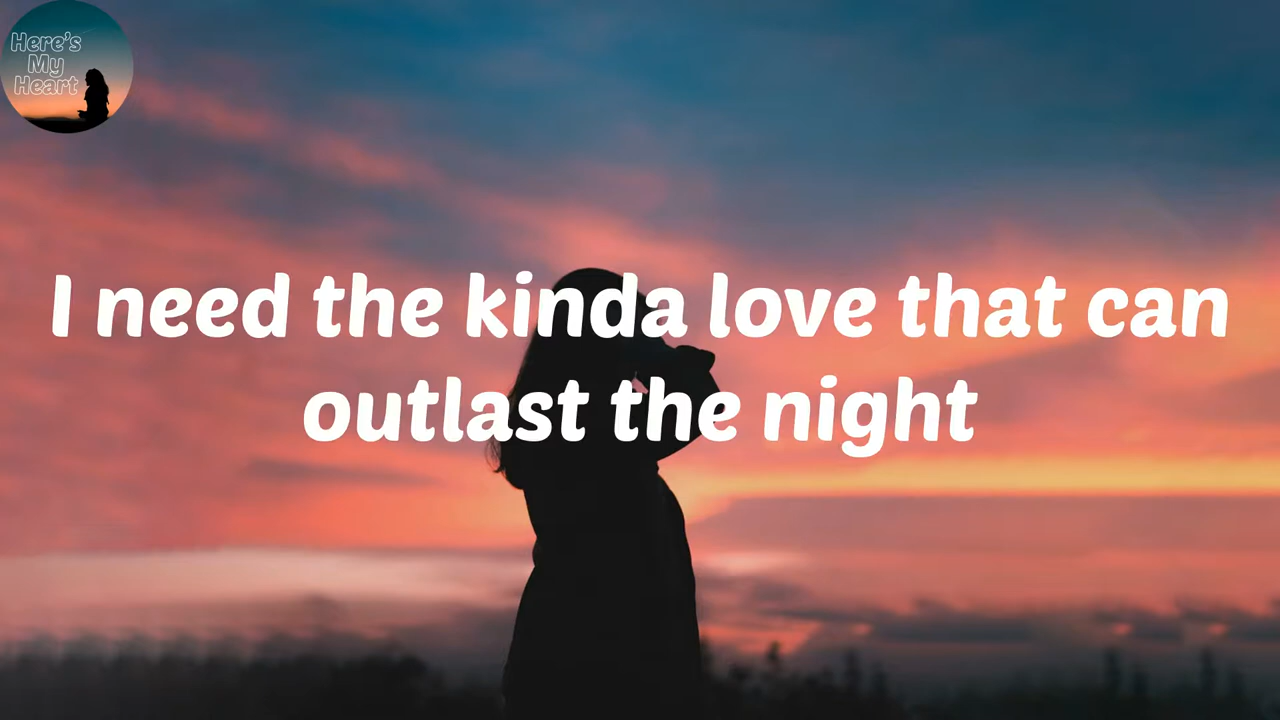 Here's
My
Heart
I need the kinda love that can
outlast the night